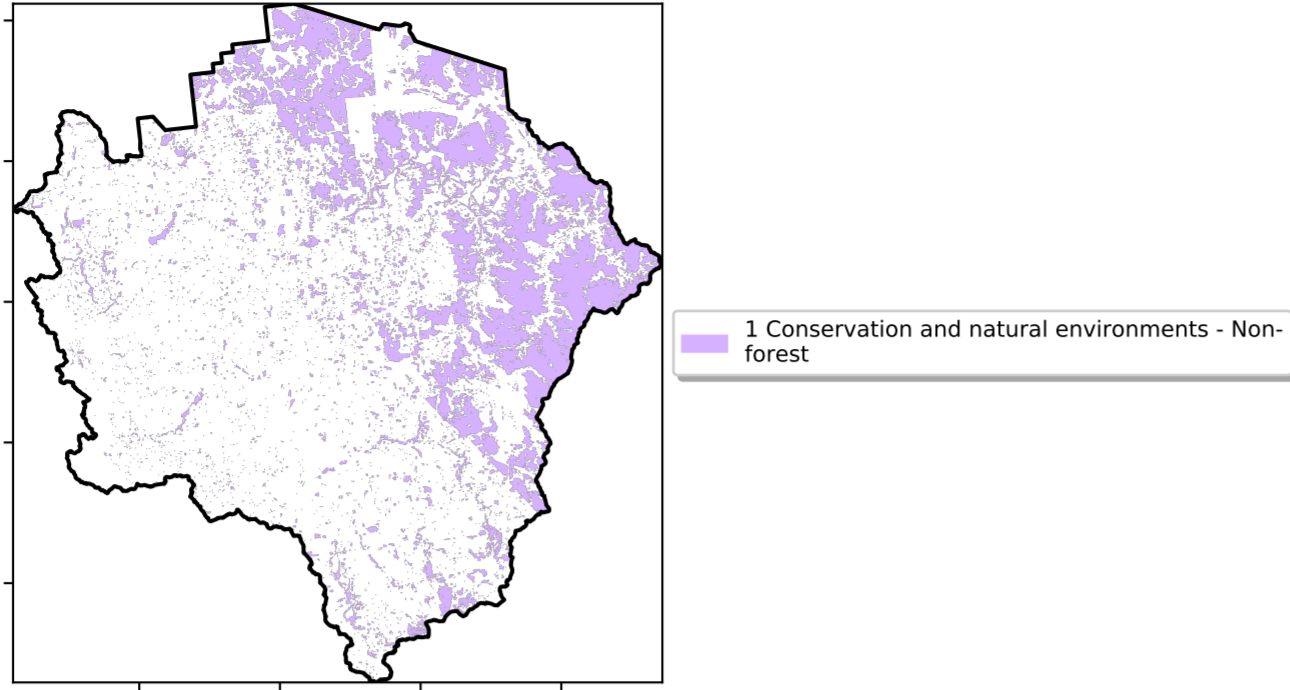 1 Conservation and natural environments - Non-
forest